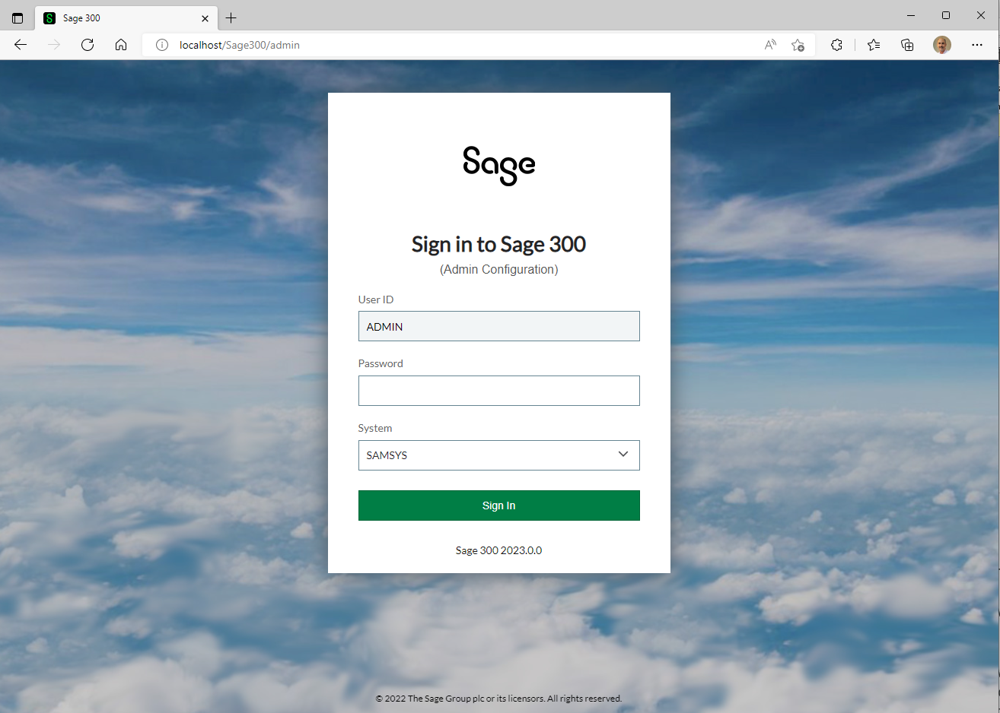 Sage 300
localhost/Sage300/admin
Sage
Sign in to Sage 300
(Admin Configuration)
User ID
ADMIN
Password
System
SAMSYS
Sign In
Sage 300 2023.0.0
© 2022 The Sage Group plc or its licensors. All rights reserved.